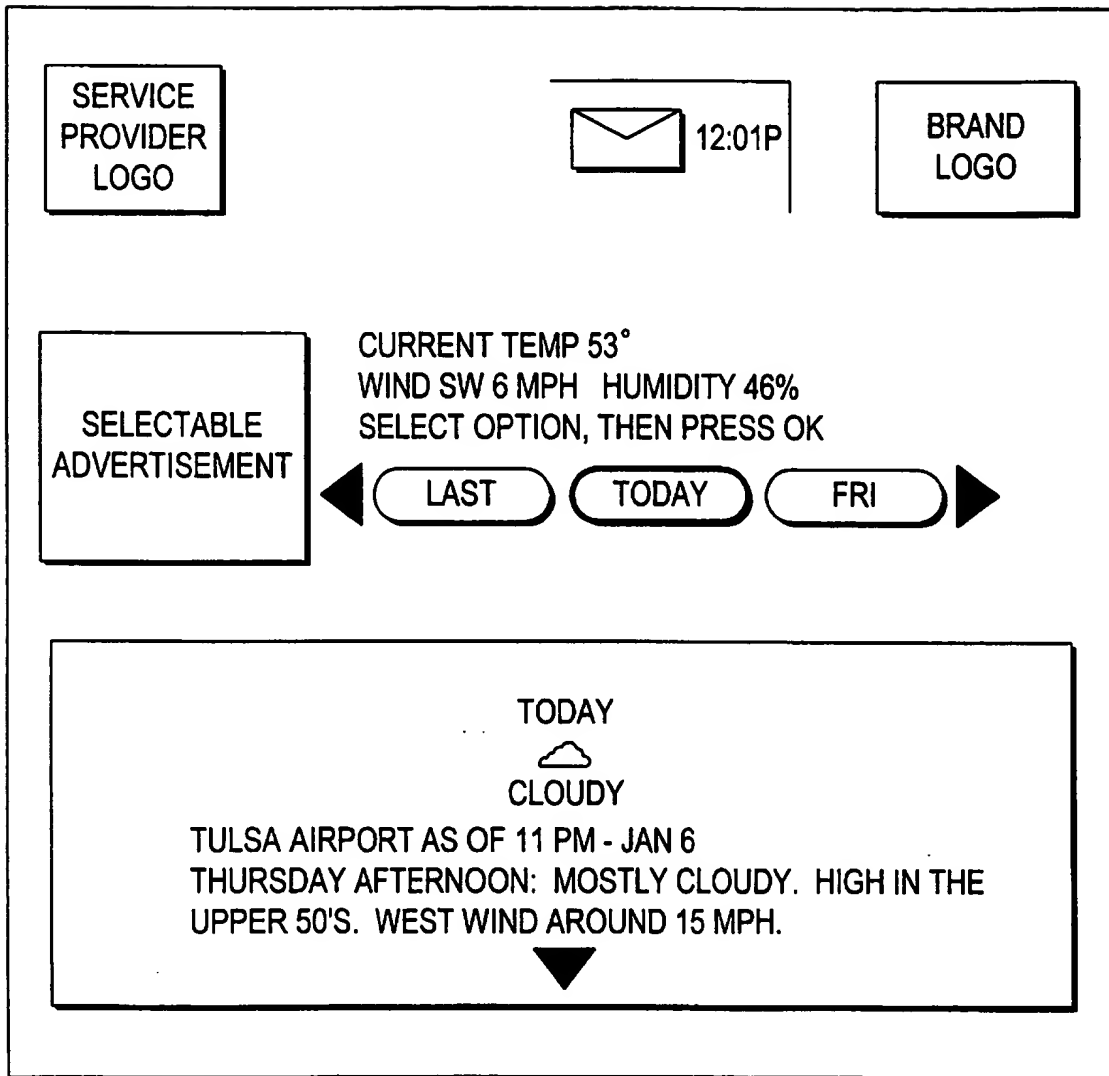 SERVICE
PROVIDER
LOGO
12:01P
BRAND
LOGO
SELECTABLE
ADVERTISEMENT
CURRENT TEMP 53°
WIND SW 6 MPH HUMIDITY 46%
SELECT OPTION, THEN PRESS OK
LAST
TODAY
FRI
TODAY
CLOUDY
TULSA AIRPORT AS OF 11 PM - JAN 6
THURSDAY AFTERNOON: MOSTLY CLOUDY. HIGH IN THE
UPPER 50'S. WEST WIND AROUND 15 MPH.